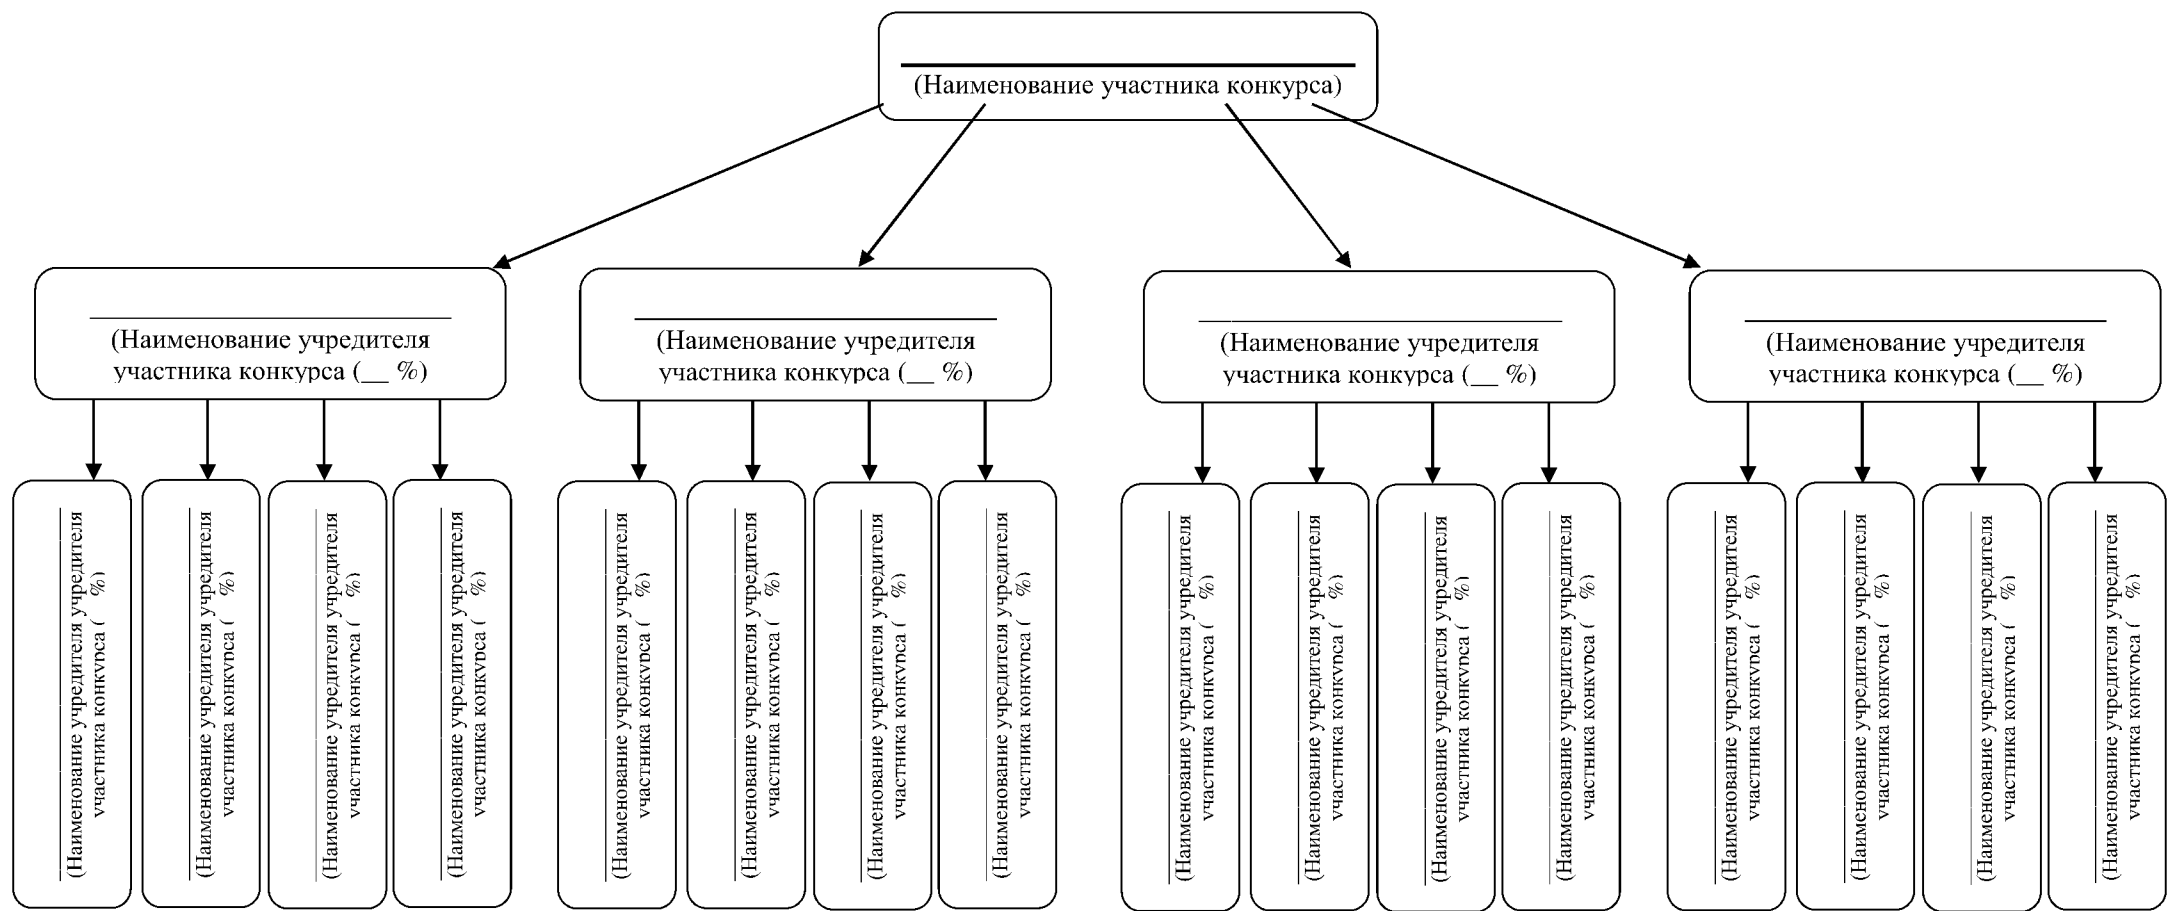 (Наименование участника конкурса)
(Наименование учредителя
участника конкурса (__ %)
(Наименование учредителя
участника конкурса (__ %)
(Наименование учредителя
участника конкурса (__ %)
(Наименование учредителя
участника конкурса (__ %)
(Наименование учредителя учредителя
участника конкурса (  %)
(Наименование учредителя учредителя
участника конкурса (  %)
(Наименование учредителя учредителя
участника конкурса (  %)
(Наименование учредителя учредителя
участника конкурса (  %)
(Наименование учредителя учредителя
участника конкурса (  %)
(Наименование учредителя учредителя
участника конкурса (  %)
(Наименование учредителя учредителя
участника конкурса (  %)
(Наименование учредителя учредителя
участника конкурса (  %)
(Наименование учредителя учредителя
участника конкурса (  %)
(Наименование учредителя учредителя
участника конкурса (  %)
(Наименование учредителя учредителя
участника конкурса (  %)
(Наименование учредителя учредителя
участника конкурса (  %)
(Наименование учредителя учредителя
участника конкурса (  %)
(Наименование учредителя учредителя
участника конкурса (  %)
(Наименование учредителя учредителя
участника конкурса (  %)
(Наименование учредителя учредителя
участника конкурса (  %)